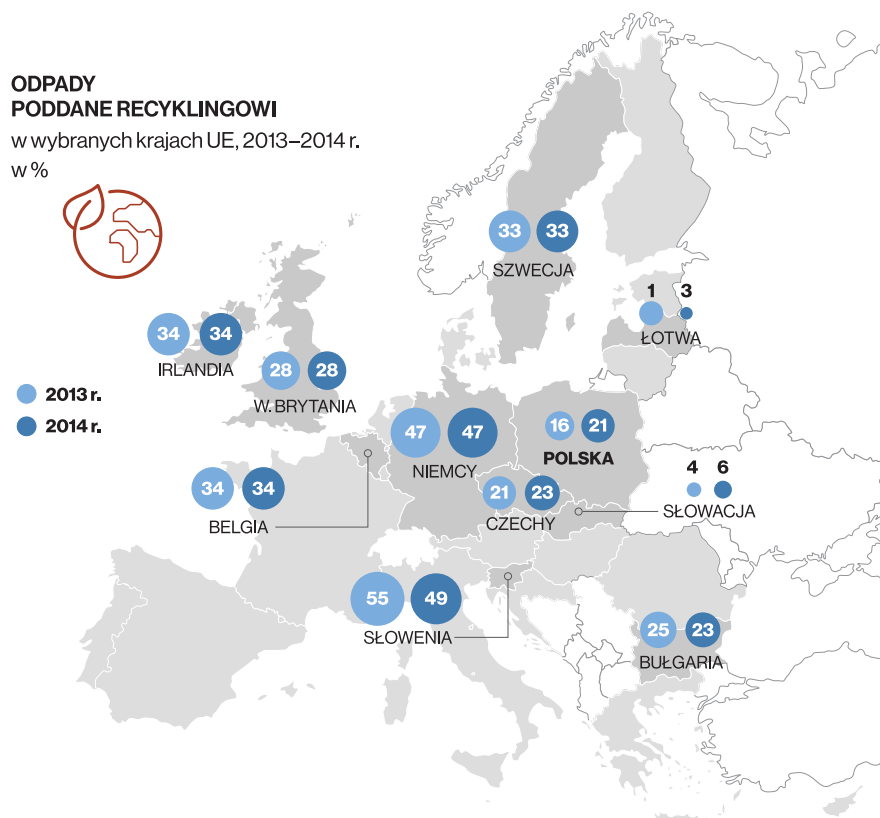 ODPADY
PODDANE RECYKLINGOWI
w wybranych krajach UE, 2013–2014 r.
w %
33 33
SZWECJA
1 3
ŁOTWA
34 34
IRLANDIA
28 28
W. BRYTANIA
2013 r.
2014 r.
47 47
NIEMCY
16 21
POLSKA
34 34
BELGIA
21 23
CZECHY
4 6
SŁOWACJA
55 49
SŁOWENIA
25 23
BUŁGARIA